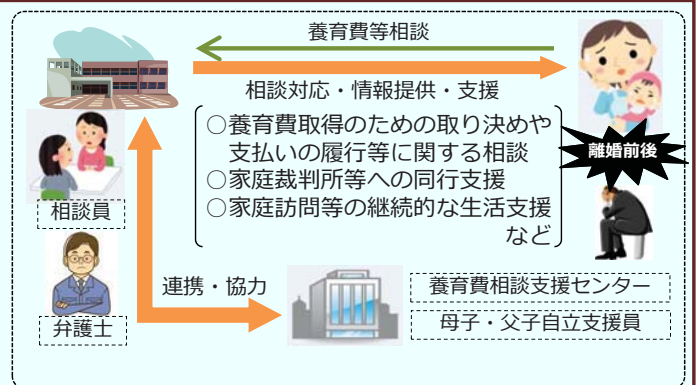 養育費等相談
相談対応・情報提供・支援
○養育費取得のための取り決めや
支払いの履行等に関する相談
○家庭裁判所等への同行支援
○家庭訪問等の継続的な生活支援
など
離婚前後
相談員
弁護士
連携・協力
養育費相談支援センター
母子・父子自立支援員